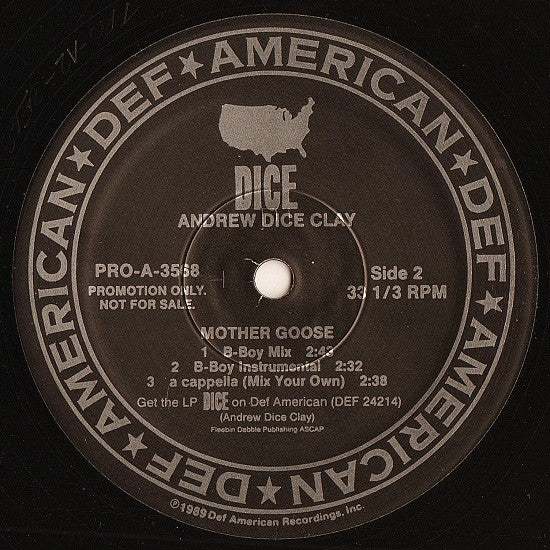 DEF ★ AMERICAN ★ DEF ★ AMERICAN ★ DEF ★ AMERICAN ★ DEF ★ AMERICAN ★
DICE
ANDREW DICE CLAY
PRO-A-3568
PROMOTION ONLY.
NOT FOR SALE.
Side 2
33 1/3 RPM
MOTHER GOOSE
1 B-Boy Mix 2:43
2 B-Boy Instrumental 2:32
3 a cappella (Mix Your Own) 2:38
Get the LP DICE on Def American (DEF 24214)
(Andrew Dice Clay)
Fleebin Dabble Publishing ASCAP
℗1989 Def American Recordings, Inc.